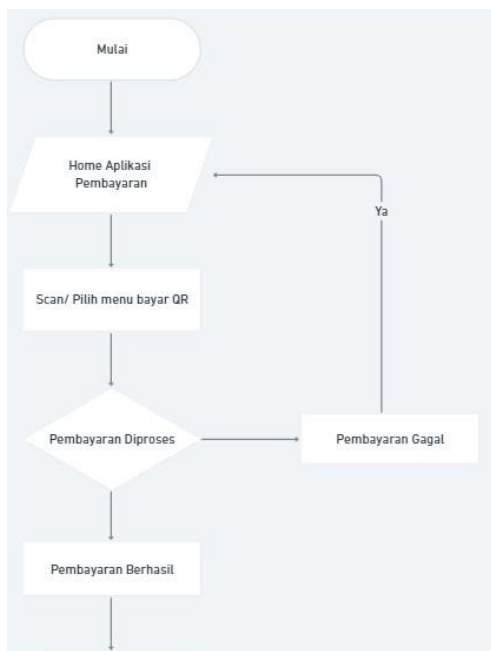 Mulai
Home Aplikasi
Pembayaran
Ya
Scan/ Pilih menu bayar QR
Pembayaran Diproses
Pembayaran Gagal
Pembayaran Berhasil